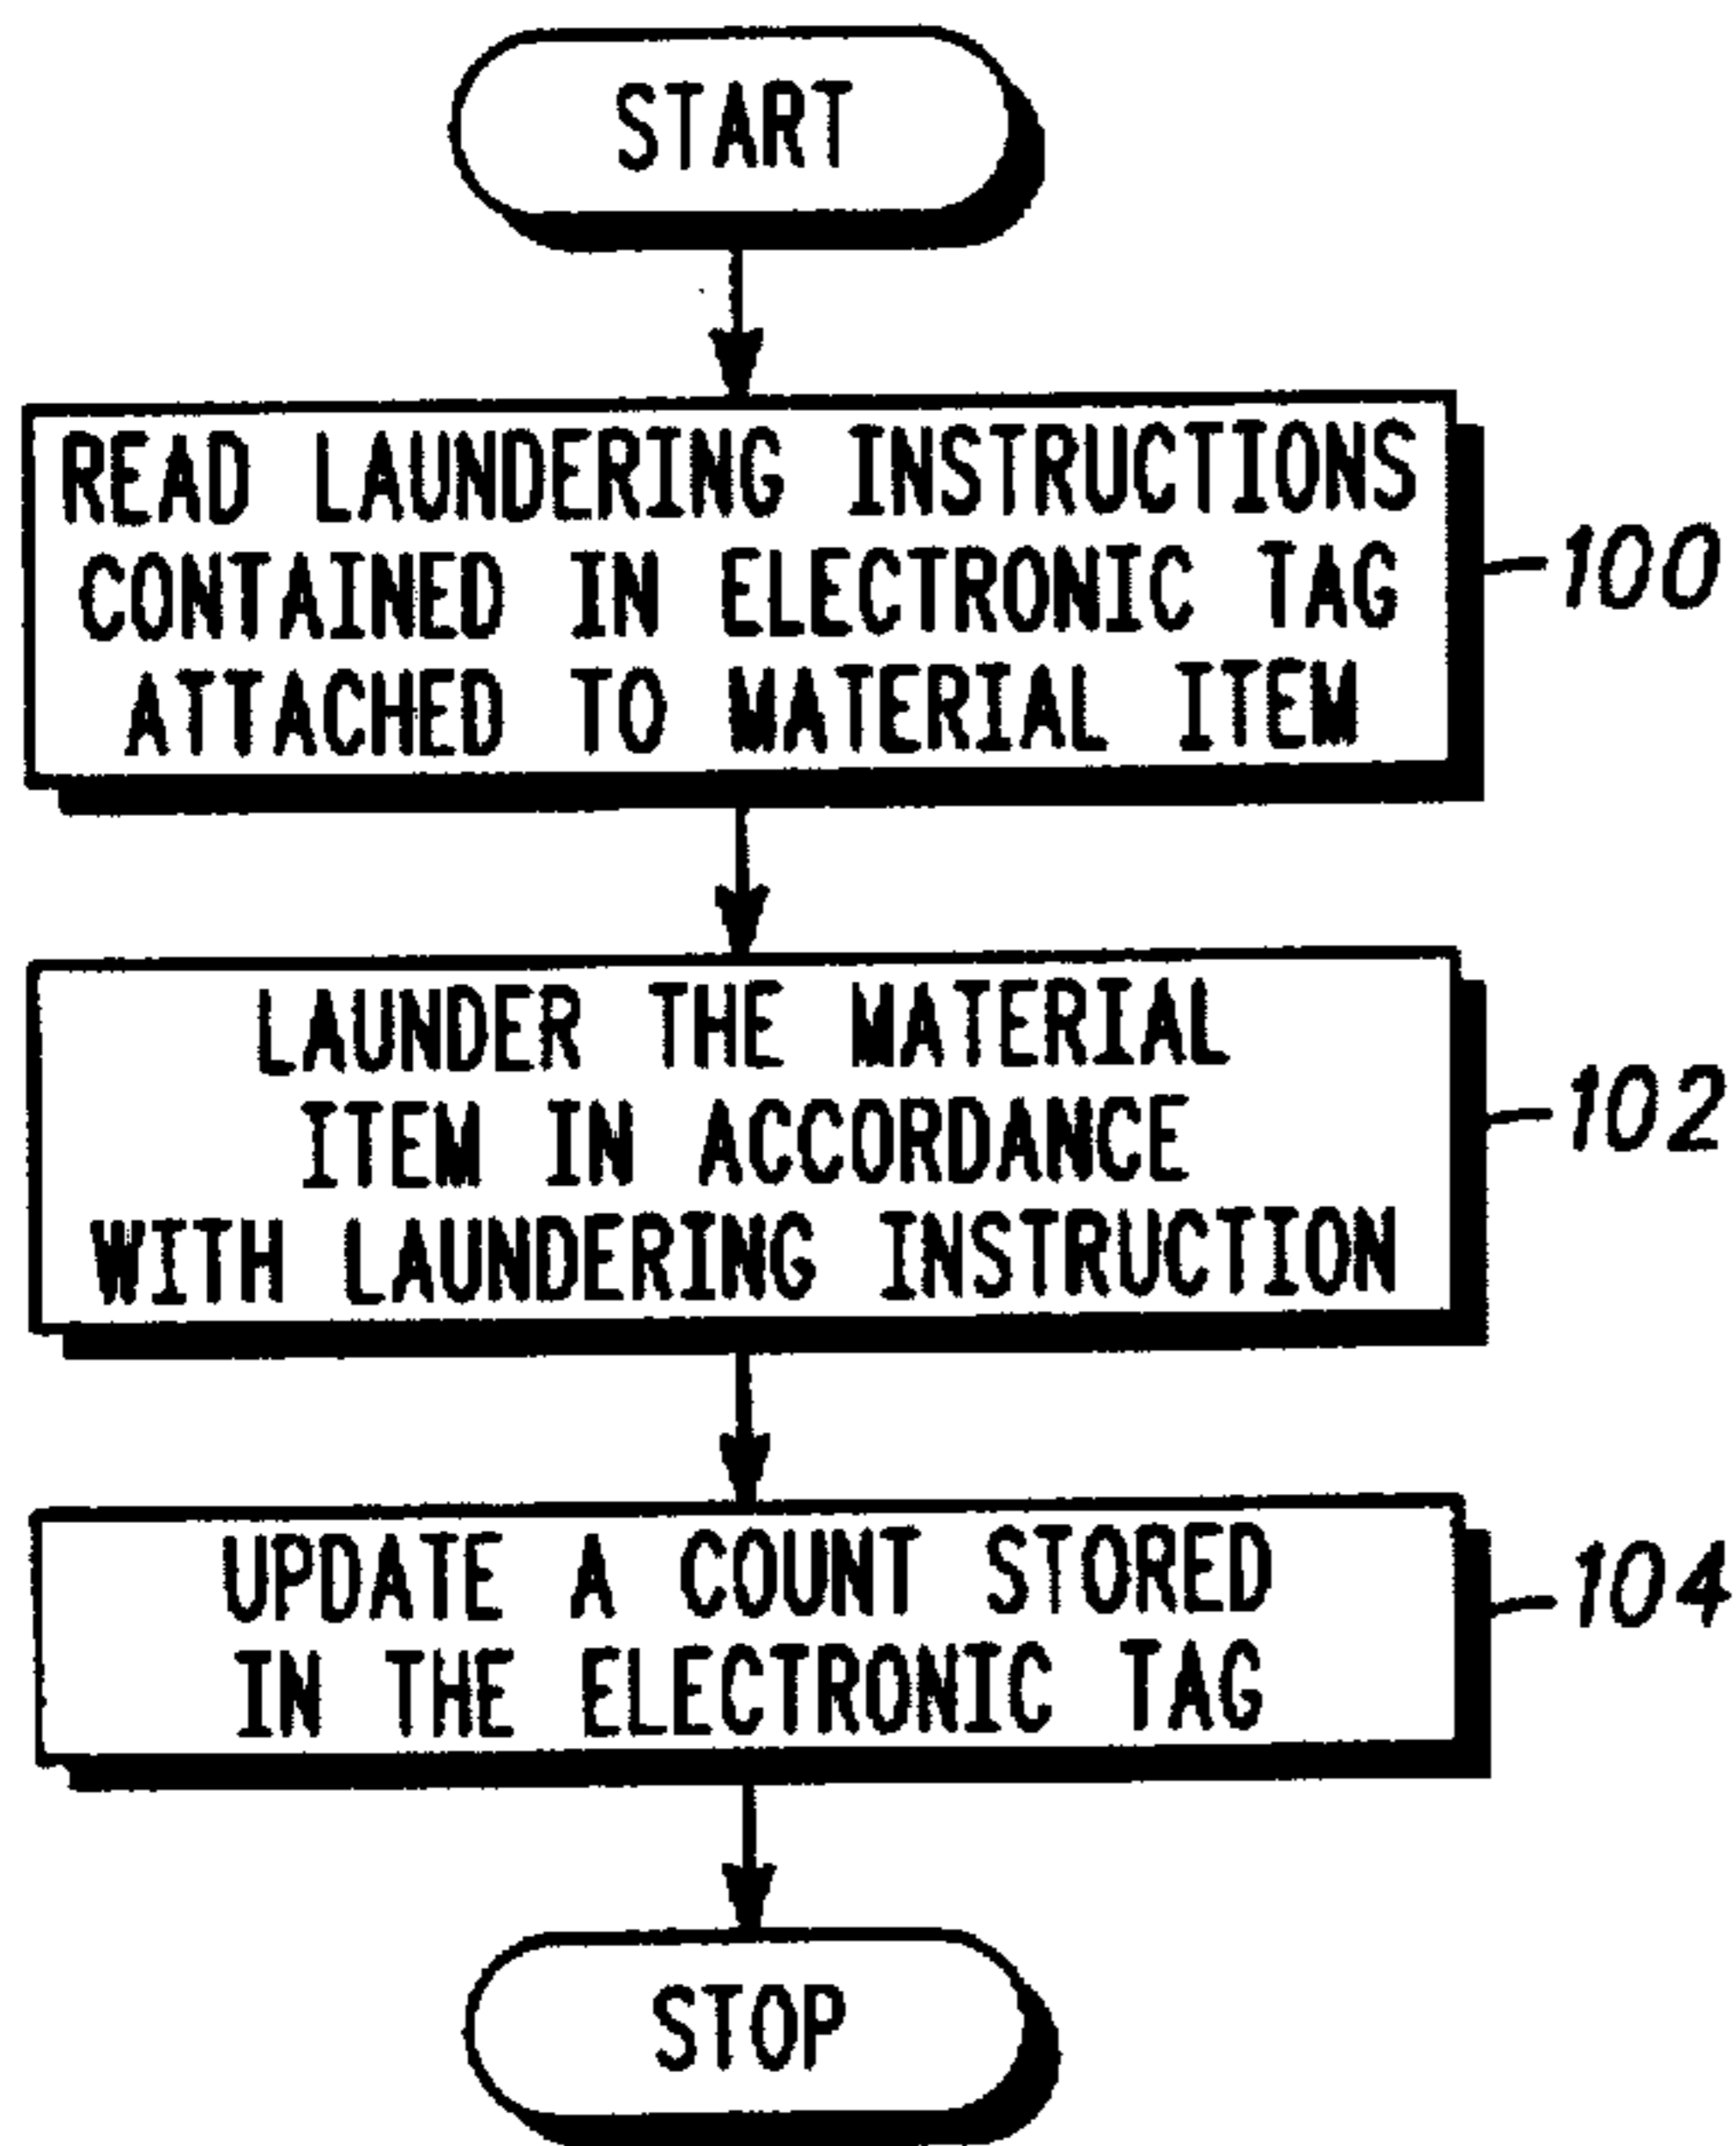 START
READ LAUNDERING INSTRUCTIONS
CONTAINED IN ELECTRONIC TAG
ATTACHED TO MATERIAL ITEM
100
LAUNDER THE MATERIAL
ITEM IN ACCORDANCE
WITH LAUNDERING INSTRUCTION
102
UPDATE A COUNT STORED
IN THE ELECTRONIC TAG
104
STOP